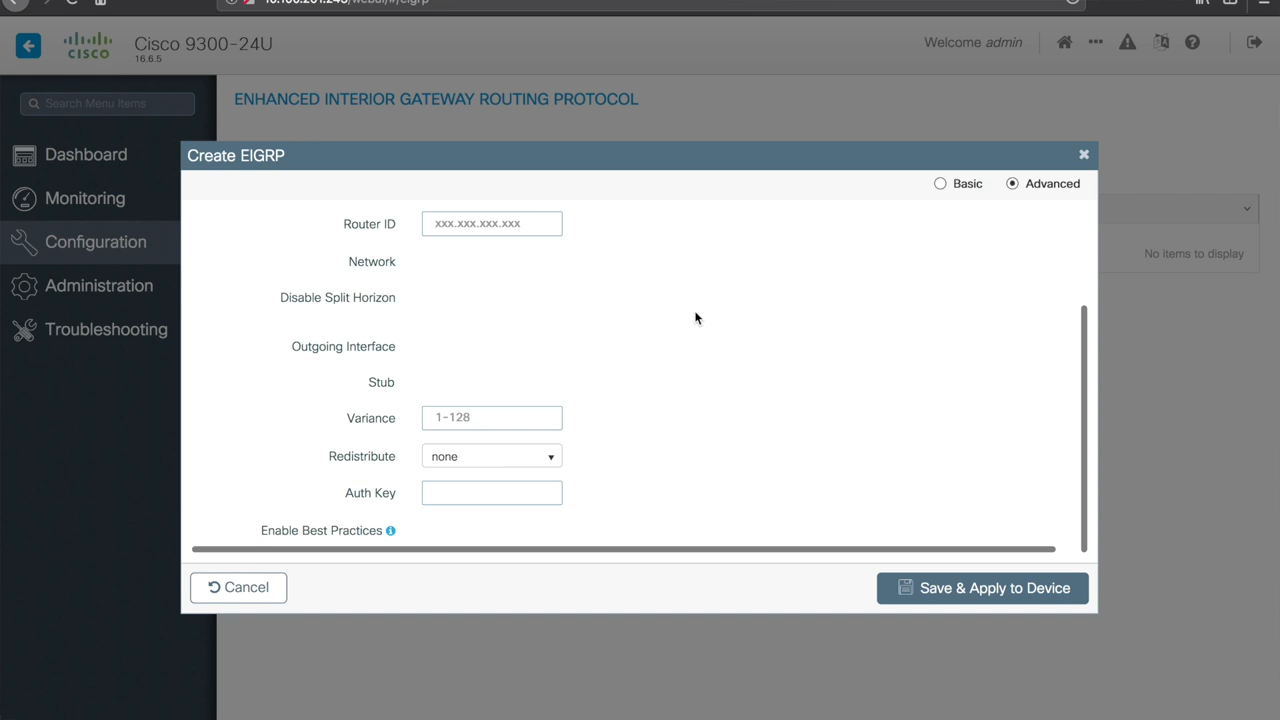 Cisco 9300-24U
CISCO
16.6.5
Welcome admin
Search Menu Items
ENHANCED INTERIOR GATEWAY ROUTING PROTOCOL
Dashboard
Monitoring
Configuration
Administration
Troubleshooting
Create EIGRP
Basic
Advanced
No items to display
Router ID
xxx.xxx.xxx.xxx
Network
Disable Split Horizon
Outgoing Interface
Stub
Variance
1-128
Redistribute
none
Auth Key
Enable Best Practices
Cancel
Save & Apply to Device